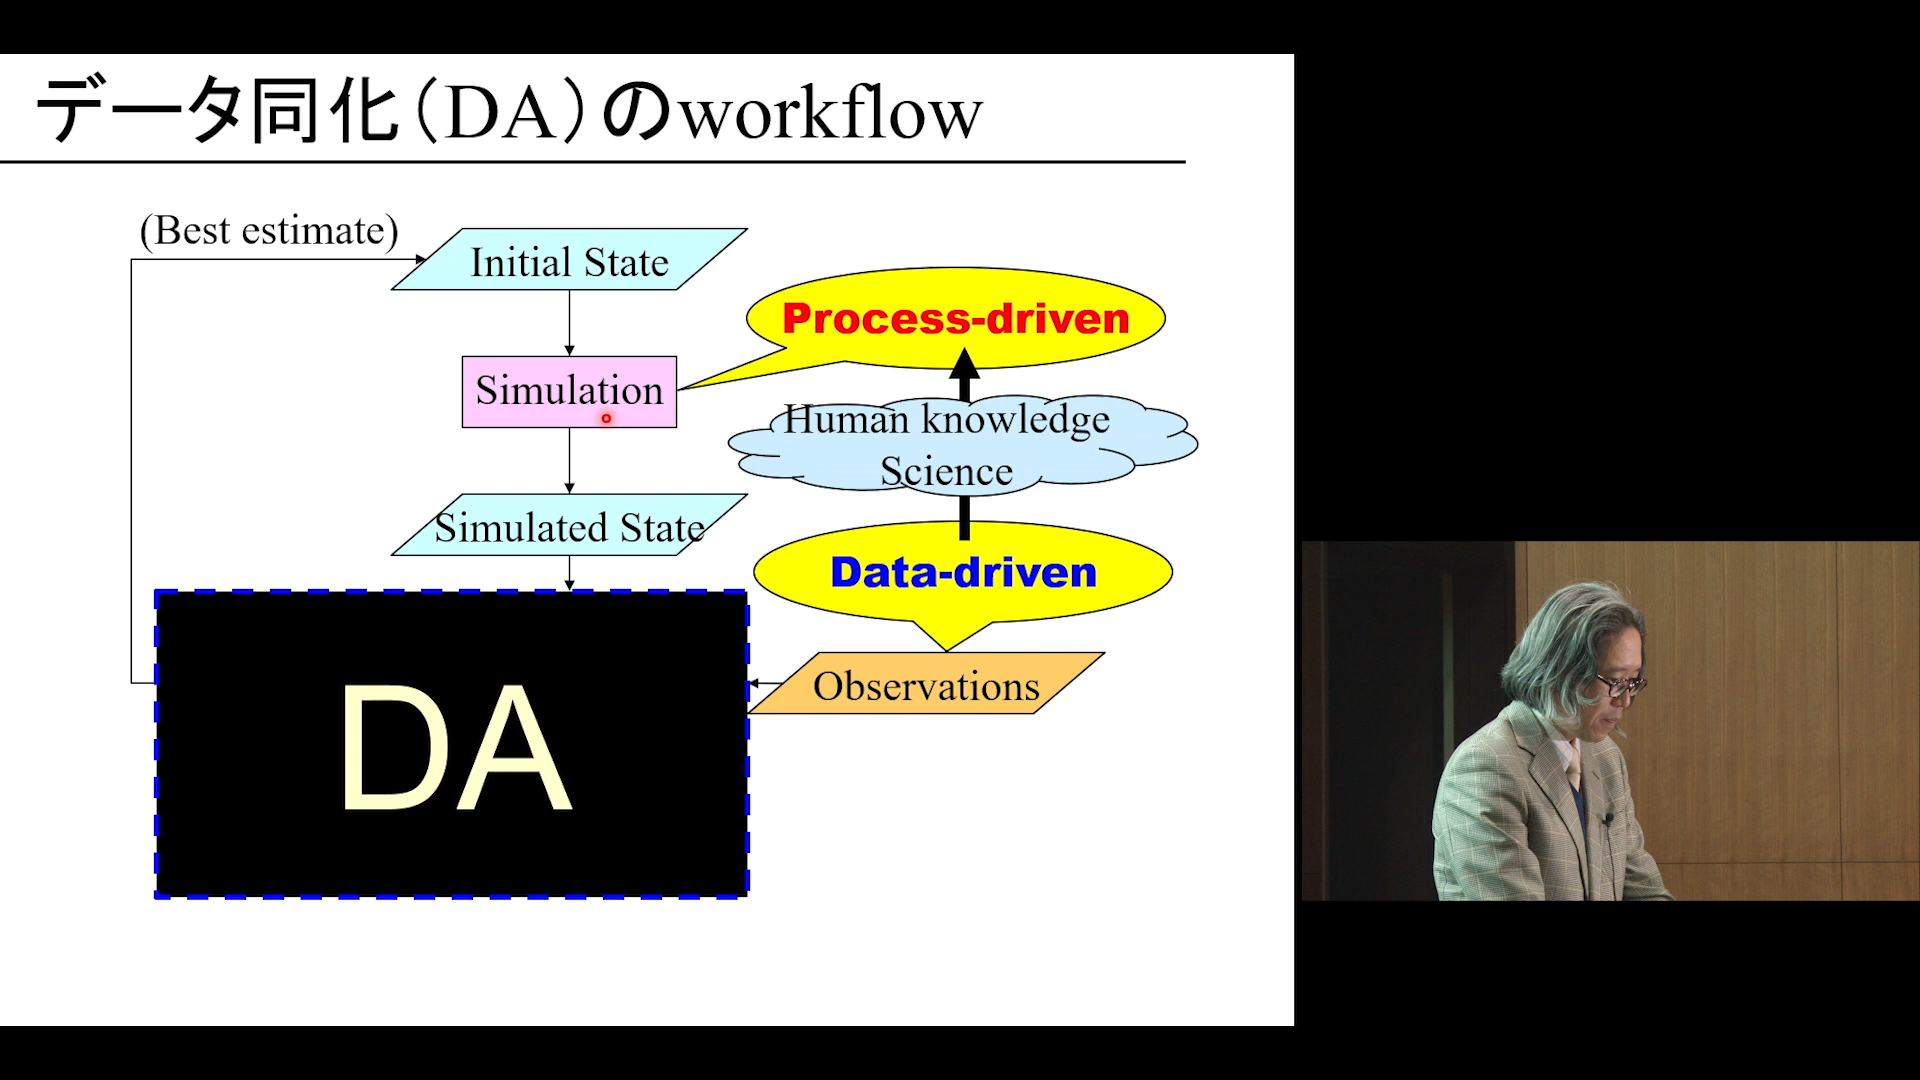 データ同化（DA）のworkflow
(Best estimate)
Initial State
Process-driven
Simulation
Human knowledge
Science
Simulated State
Data-driven
Observations
DA